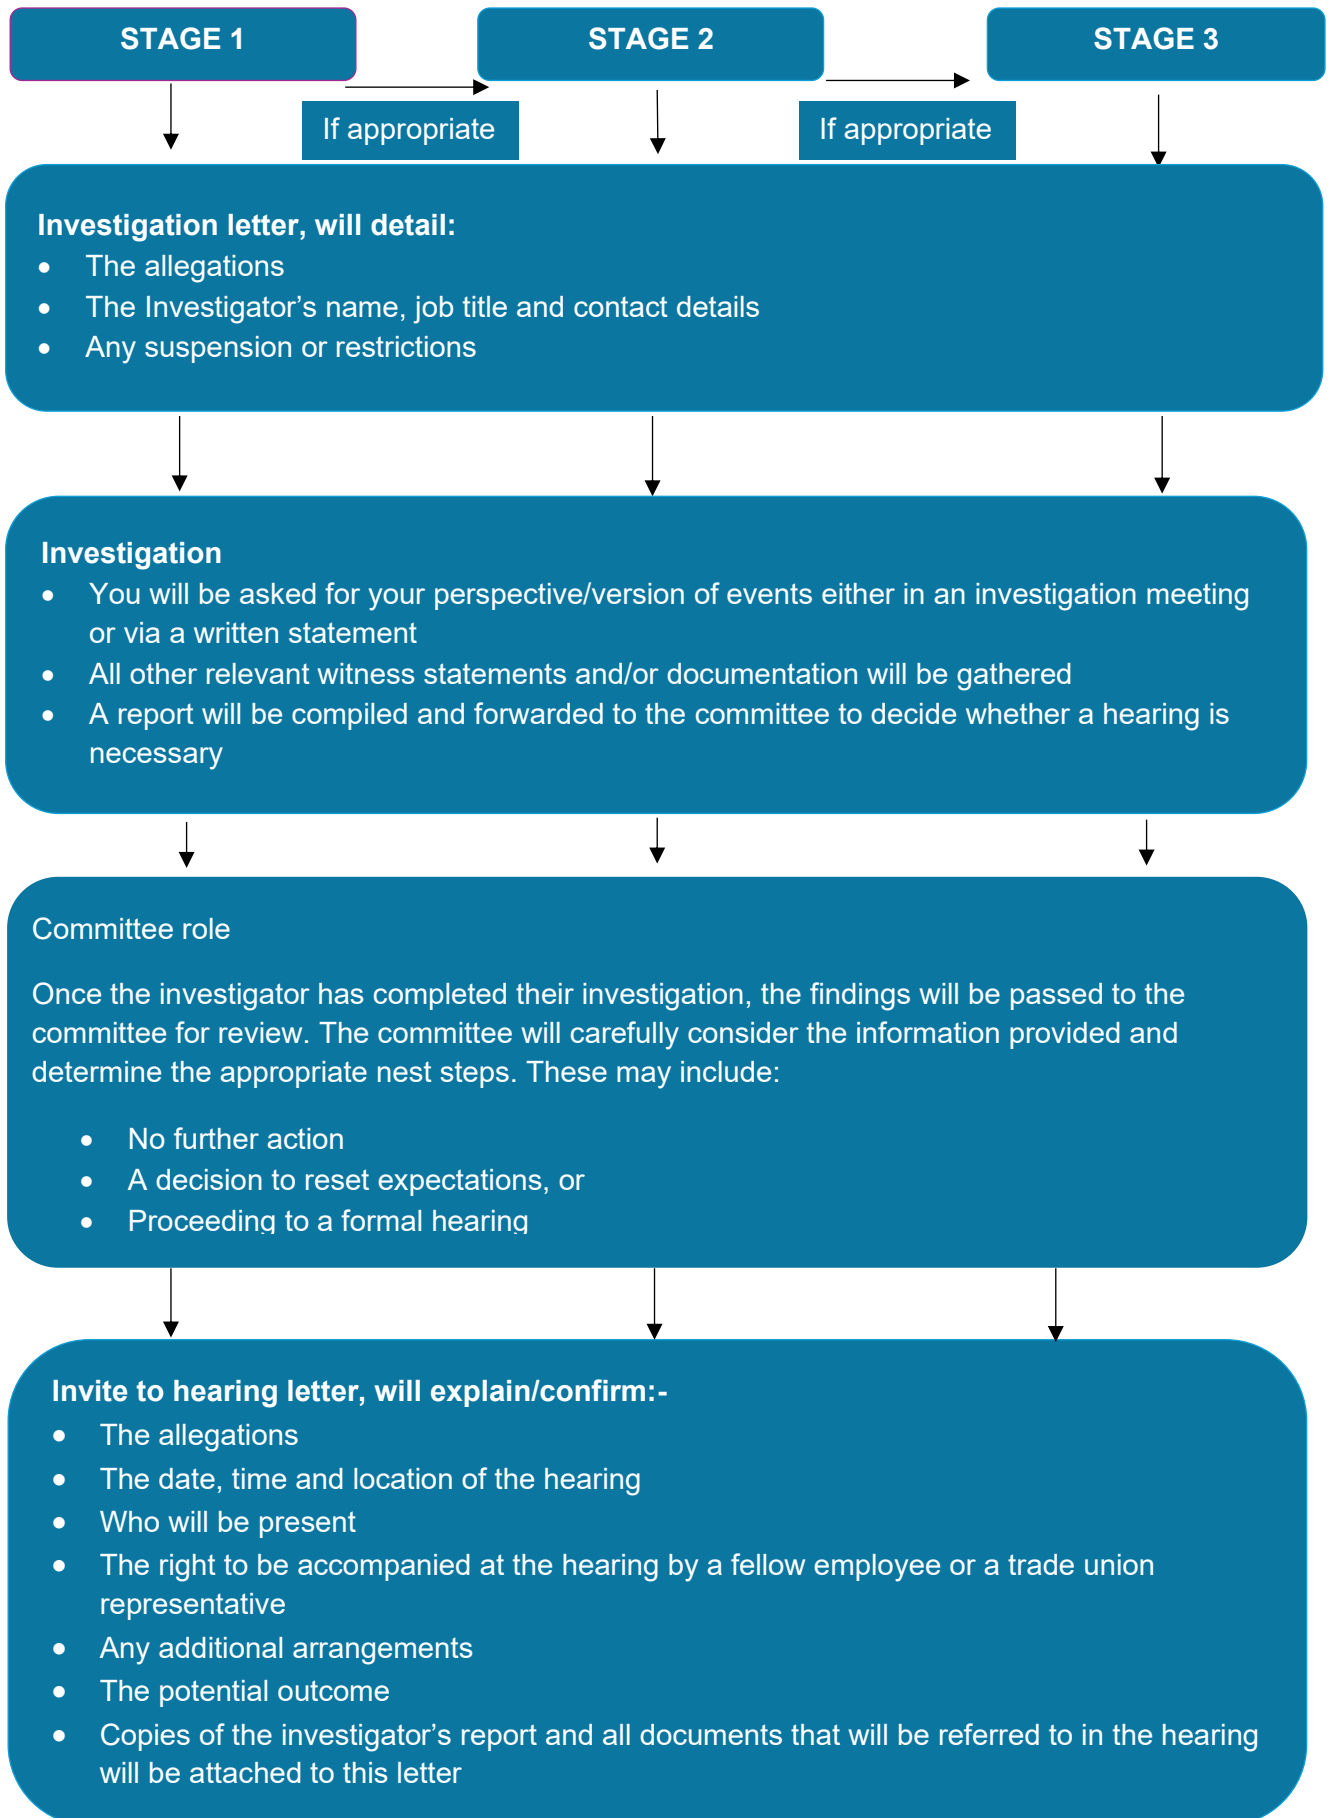 STAGE 1
STAGE 2
STAGE 3
If appropriate
If appropriate
Investigation letter, will detail:
• The allegations
• The Investigator’s name, job title and contact details
• Any suspension or restrictions
Investigation
• You will be asked for your perspective/version of events either in an investigation meeting
or via a written statement
• All other relevant witness statements and/or documentation will be gathered
• A report will be compiled and forwarded to the committee to decide whether a hearing is
necessary
Committee role
Once the investigator has completed their investigation, the findings will be passed to the
committee for review. The committee will carefully consider the information provided and
determine the appropriate nest steps. These may include:
• No further action
• A decision to reset expectations, or
• Proceeding to a formal hearing
Invite to hearing letter, will explain/confirm:-
• The allegations
• The date, time and location of the hearing
• Who will be present
• The right to be accompanied at the hearing by a fellow employee or a trade union
representative
• Any additional arrangements
• The potential outcome
• Copies of the investigator’s report and all documents that will be referred to in the hearing
will be attached to this letter